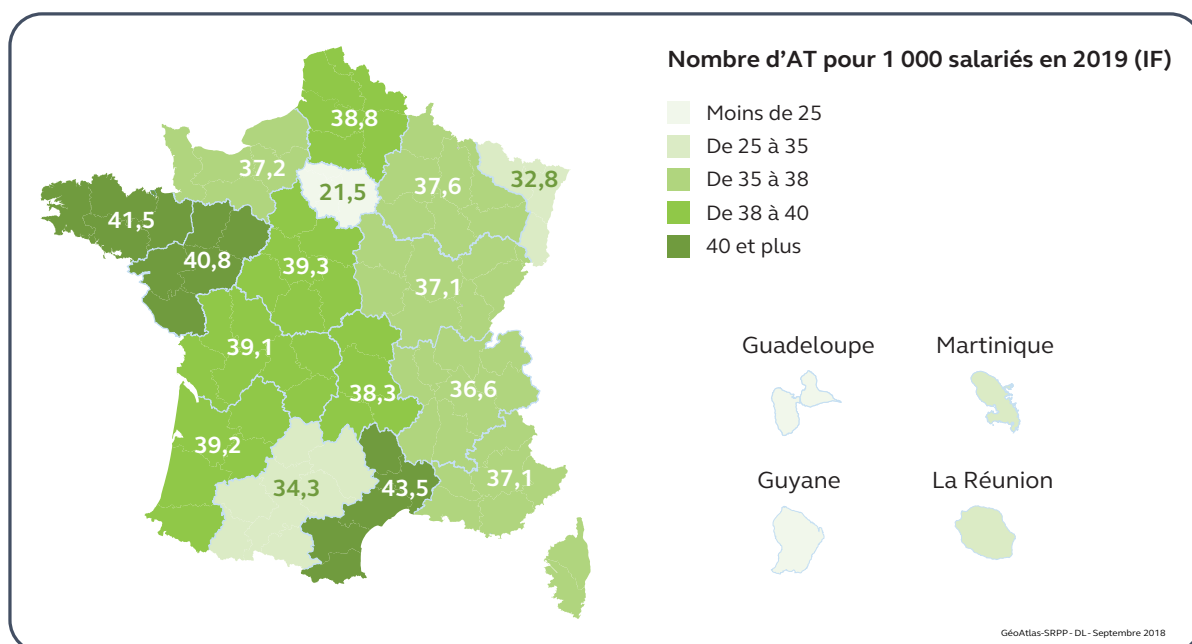 Nombre d'AT pour 1 000 salariés en 2019 (IF)
Moins de 25
De 25 à 35
De 35 à 38
De 38 à 40
40 et plus
38,8
37,2
21,5
37,6
32,8
41,5
40,8
39,3
37,1
39,1
38,3
36,6
39,2
34,3
43,5
37,1
Guadeloupe
Martinique
Guyane
La Réunion
GéoAtlas-SRPP- DL - Septembre 2018